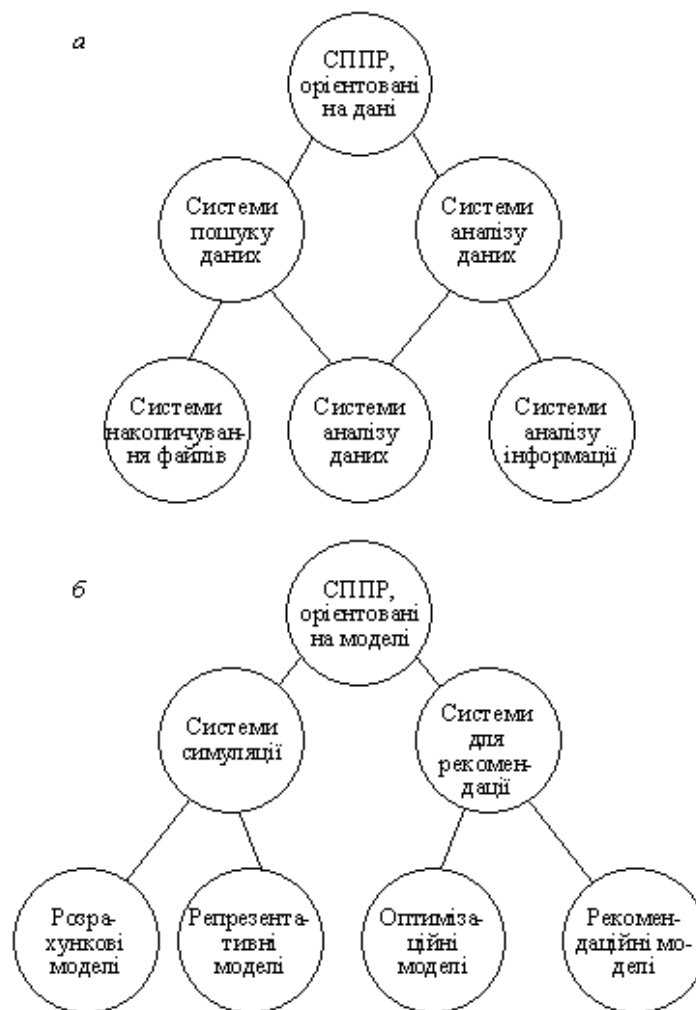 а
СППР,
орієнтовані
на дані
Системи
пошуку
даних
Системи
аналізу
даних
Системи
накопичуван-
ня файлів
Системи
аналізу
даних
Системи
аналізу
інформації
б
СППР,
орієнтовані
на моделі
Системи
симуляції
Системи
для
рекомен-
дації
Розра-
хункові
моделі
Репрезента-
тивні
моделі
Оптиміза-
ційні
моделі
Рекомен-
даційні мо-
делі